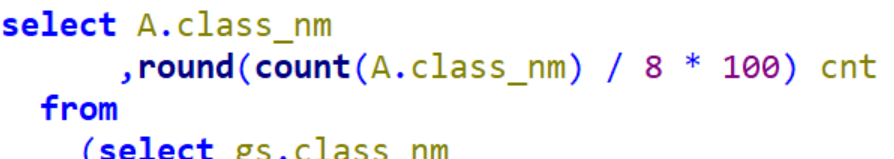 select A.class_nm
,round(count(A.class_nm) / 8 * 100) cnt
from
(select gs.class_nm